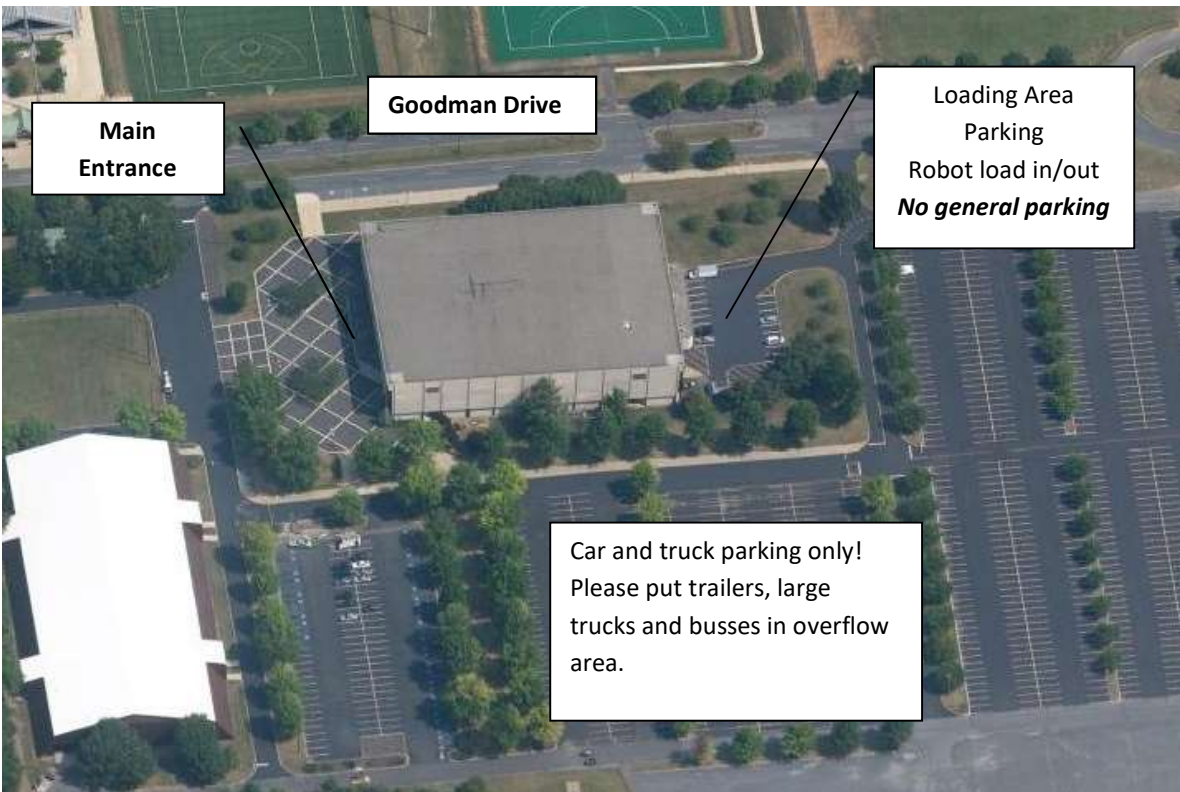 Main
Entrance
Goodman Drive
Loading Area
Parking
Robot load in/out
No general parking
Car and truck parking only!
Please put trailers, large
trucks and busses in overflow
area.